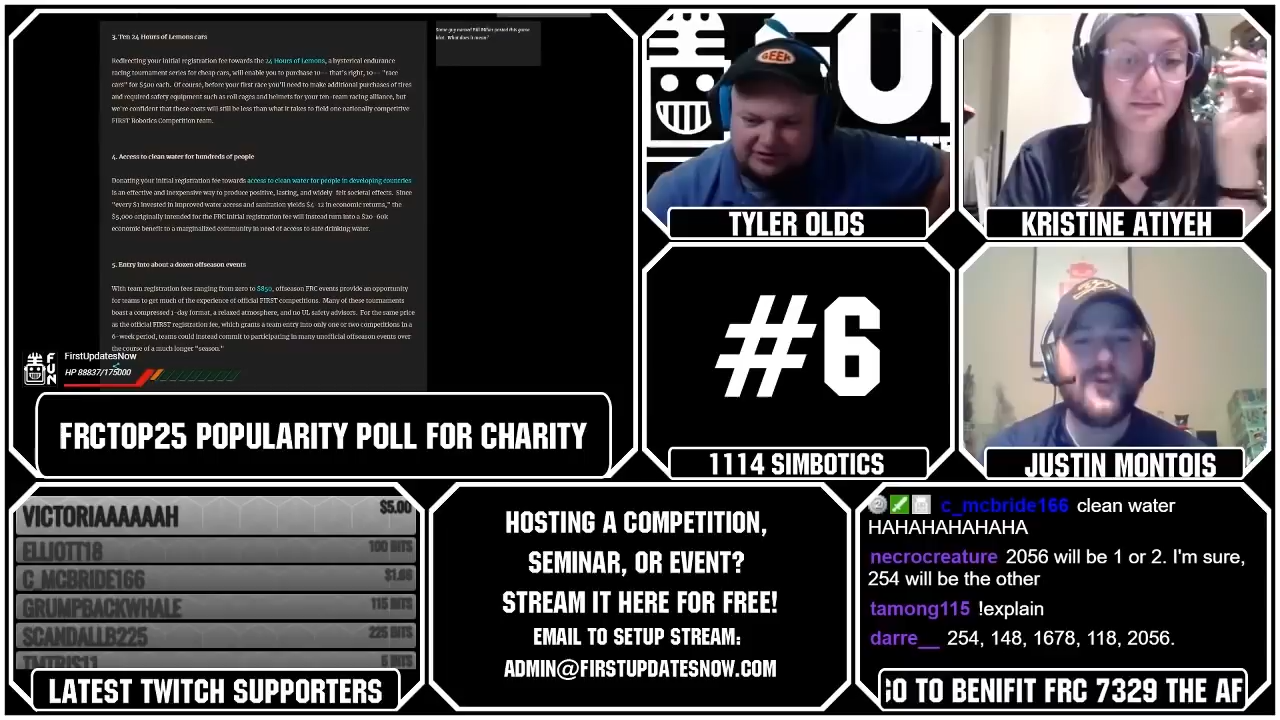 3. Ten 24 Hours of Lemons cars
Redirecting your initial registration fee towards the 24 Hours of Lemons, a hysterical endurance
racing tournament series for cheap cars, will enable you to purchase 10-- that's right, 10-- "race
cars" for $500 each. Of course, before your first race you'll need to make additional purchases of tires
and required safety equipment such as roll cages and helmets for your ten-team racing alliance, but
we're confident that these costs will still be less than what it takes to field one nationally competitive
FIRST Robotics Competition team.
4. Access to clean water for hundreds of people
Donating your initial registration fee towards access to clean water for people in developing countries
is an effective and inexpensive way to produce positive, lasting, and widely-felt societal effects. Since
"every $1 invested in improved water access and sanitation yields $4-12 in economic returns," the
$5,000 originally intended for the FRC initial registration fee will instead turn into a $20-60k
economic benefit to a marginalized community in need of access to safe drinking water.
5. Entry into about a dozen offseason events
With team registration fees ranging from zero to $850, offseason FRC events provide an opportunity
for teams to get much of the experience of official FIRST competitions. Many of these tournaments
boast a compressed 1-day format, a relaxed atmosphere, and no UL safety advisors. For the same price
as the official FIRST registration fee, which grants a team entry into only one or two competitions in a
6-week period, teams could instead commit to participating in many unofficial offseason events over
the course of a much longer "season."
posted this game
What does it mean?
FirstUpdatesNow
HP 88837/175000
FUN
FRCTOP25 POPULARITY POLL FOR CHARITY
GEEK
FU
TYLER OLDS
KRISTINE ATIYEH
#6
1114 SIMBOTICS
JUSTIN MONTOIS
VICTORIAAAAAAH $5.00
ELLIOTT18 100 BITS
C_MCBRIDE166
GRUMPBACKWHALE 115 BITS
SCANDALLB225 225 BITS
TMTRIS11 5 BITS
LATEST TWITCH SUPPORTERS
HOSTING A COMPETITION,
SEMINAR, OR EVENT?
STREAM IT HERE FOR FREE!
EMAIL TO SETUP STREAM:
ADMIN@FIRSTUPDATESNOW.COM
c_mcbride166 clean water
HAHAHAHAHAHA
necrocreature 2056 will be 1 or 2. I'm sure,
254 will be the other
tamong115 !explain
darre__ 254, 148, 1678, 118, 2056.
GO TO BENIFIT FRC 7329 THE AF